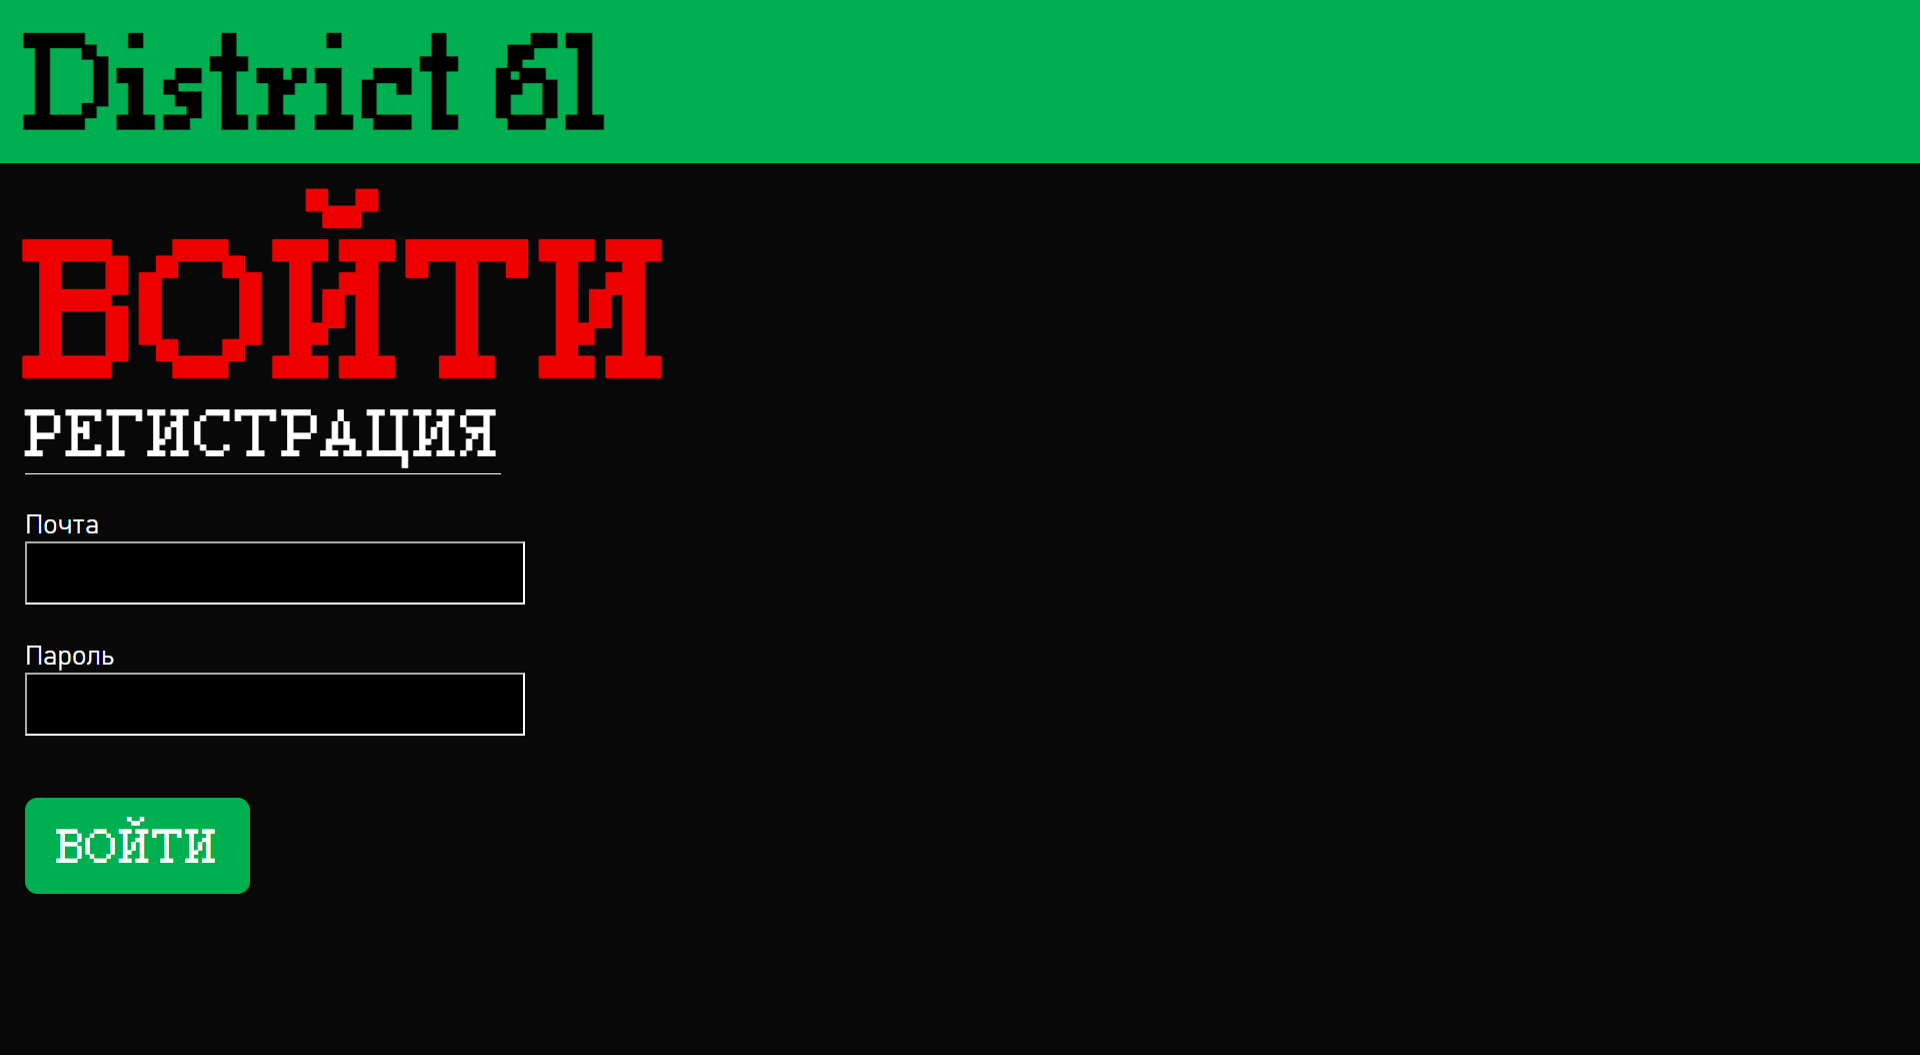 District 61
ВОЙТИ
РЕГИСТРАЦИЯ
Почта
Пароль
ВОЙТИ